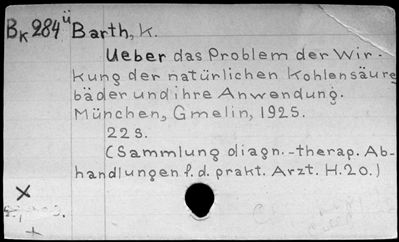 Bk 284 ü Barth, K.
Ueber das Problem der Wir-
kung der natürlichen Kohlensäure
bäder und ihre Anwendung.
München, Gmelin, 1925.
22 S.
(Sammlung diagn.-therap. Ab-
handlungen f. d. prakt. Arzt. H. 20.)